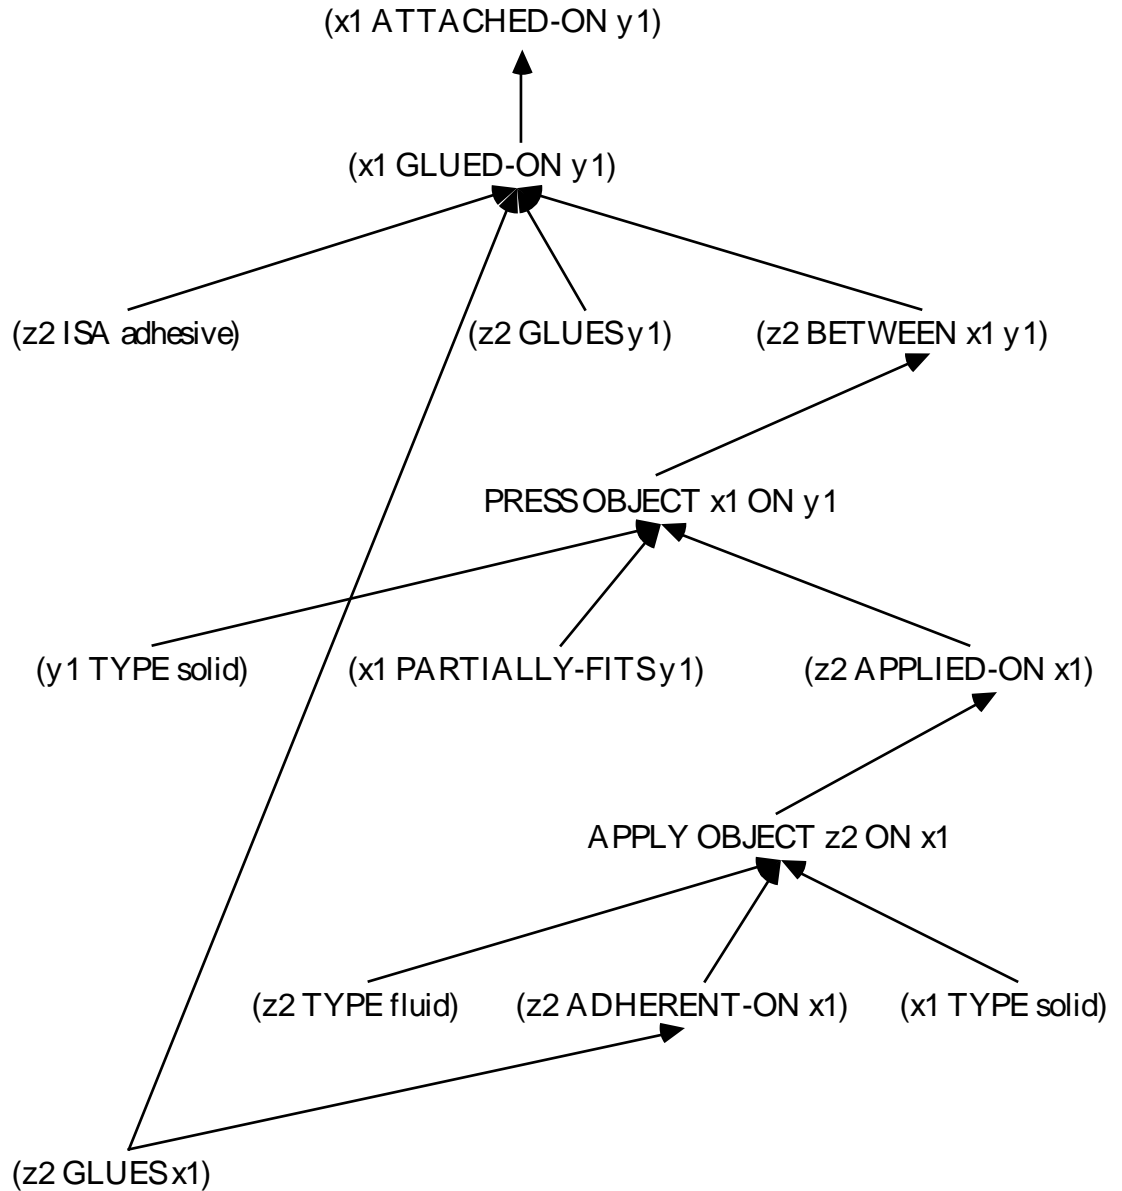 (x1 ATTACHED-ON y1)
(x1 GLUED-ON y1)
(z2 ISA adhesive) (z2 GLUES y1) (z2 BETWEEN x1 y1)
PRESS OBJECT x1 ON y1
(y1 TYPE solid) (x1 PARTIALLY-FITS y1) (z2 APPLIED-ON x1)
APPLY OBJECT z2 ON x1
(z2 TYPE fluid) (z2 ADHERENT-ON x1) (x1 TYPE solid)
(z2 GLUES x1)